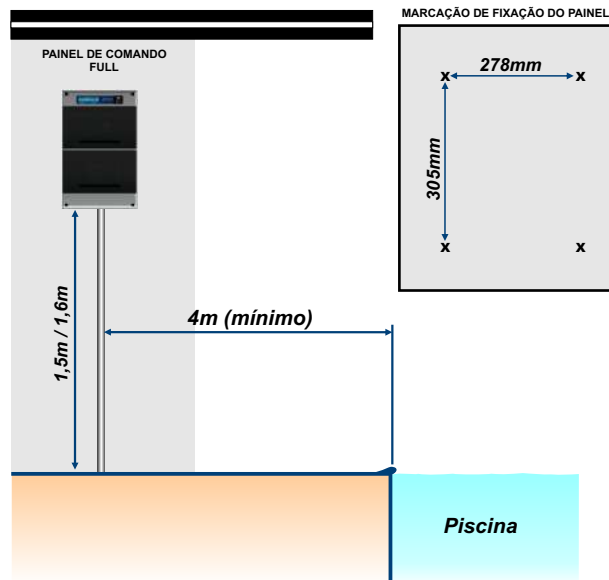 MARCAÇÃO DE FIXAÇÃO DO PAINEL
PAINEL DE COMANDO
FULL
x
278mm
x
305mm
x
x
1,5m / 1,6m
4m (mínimo)
Piscina